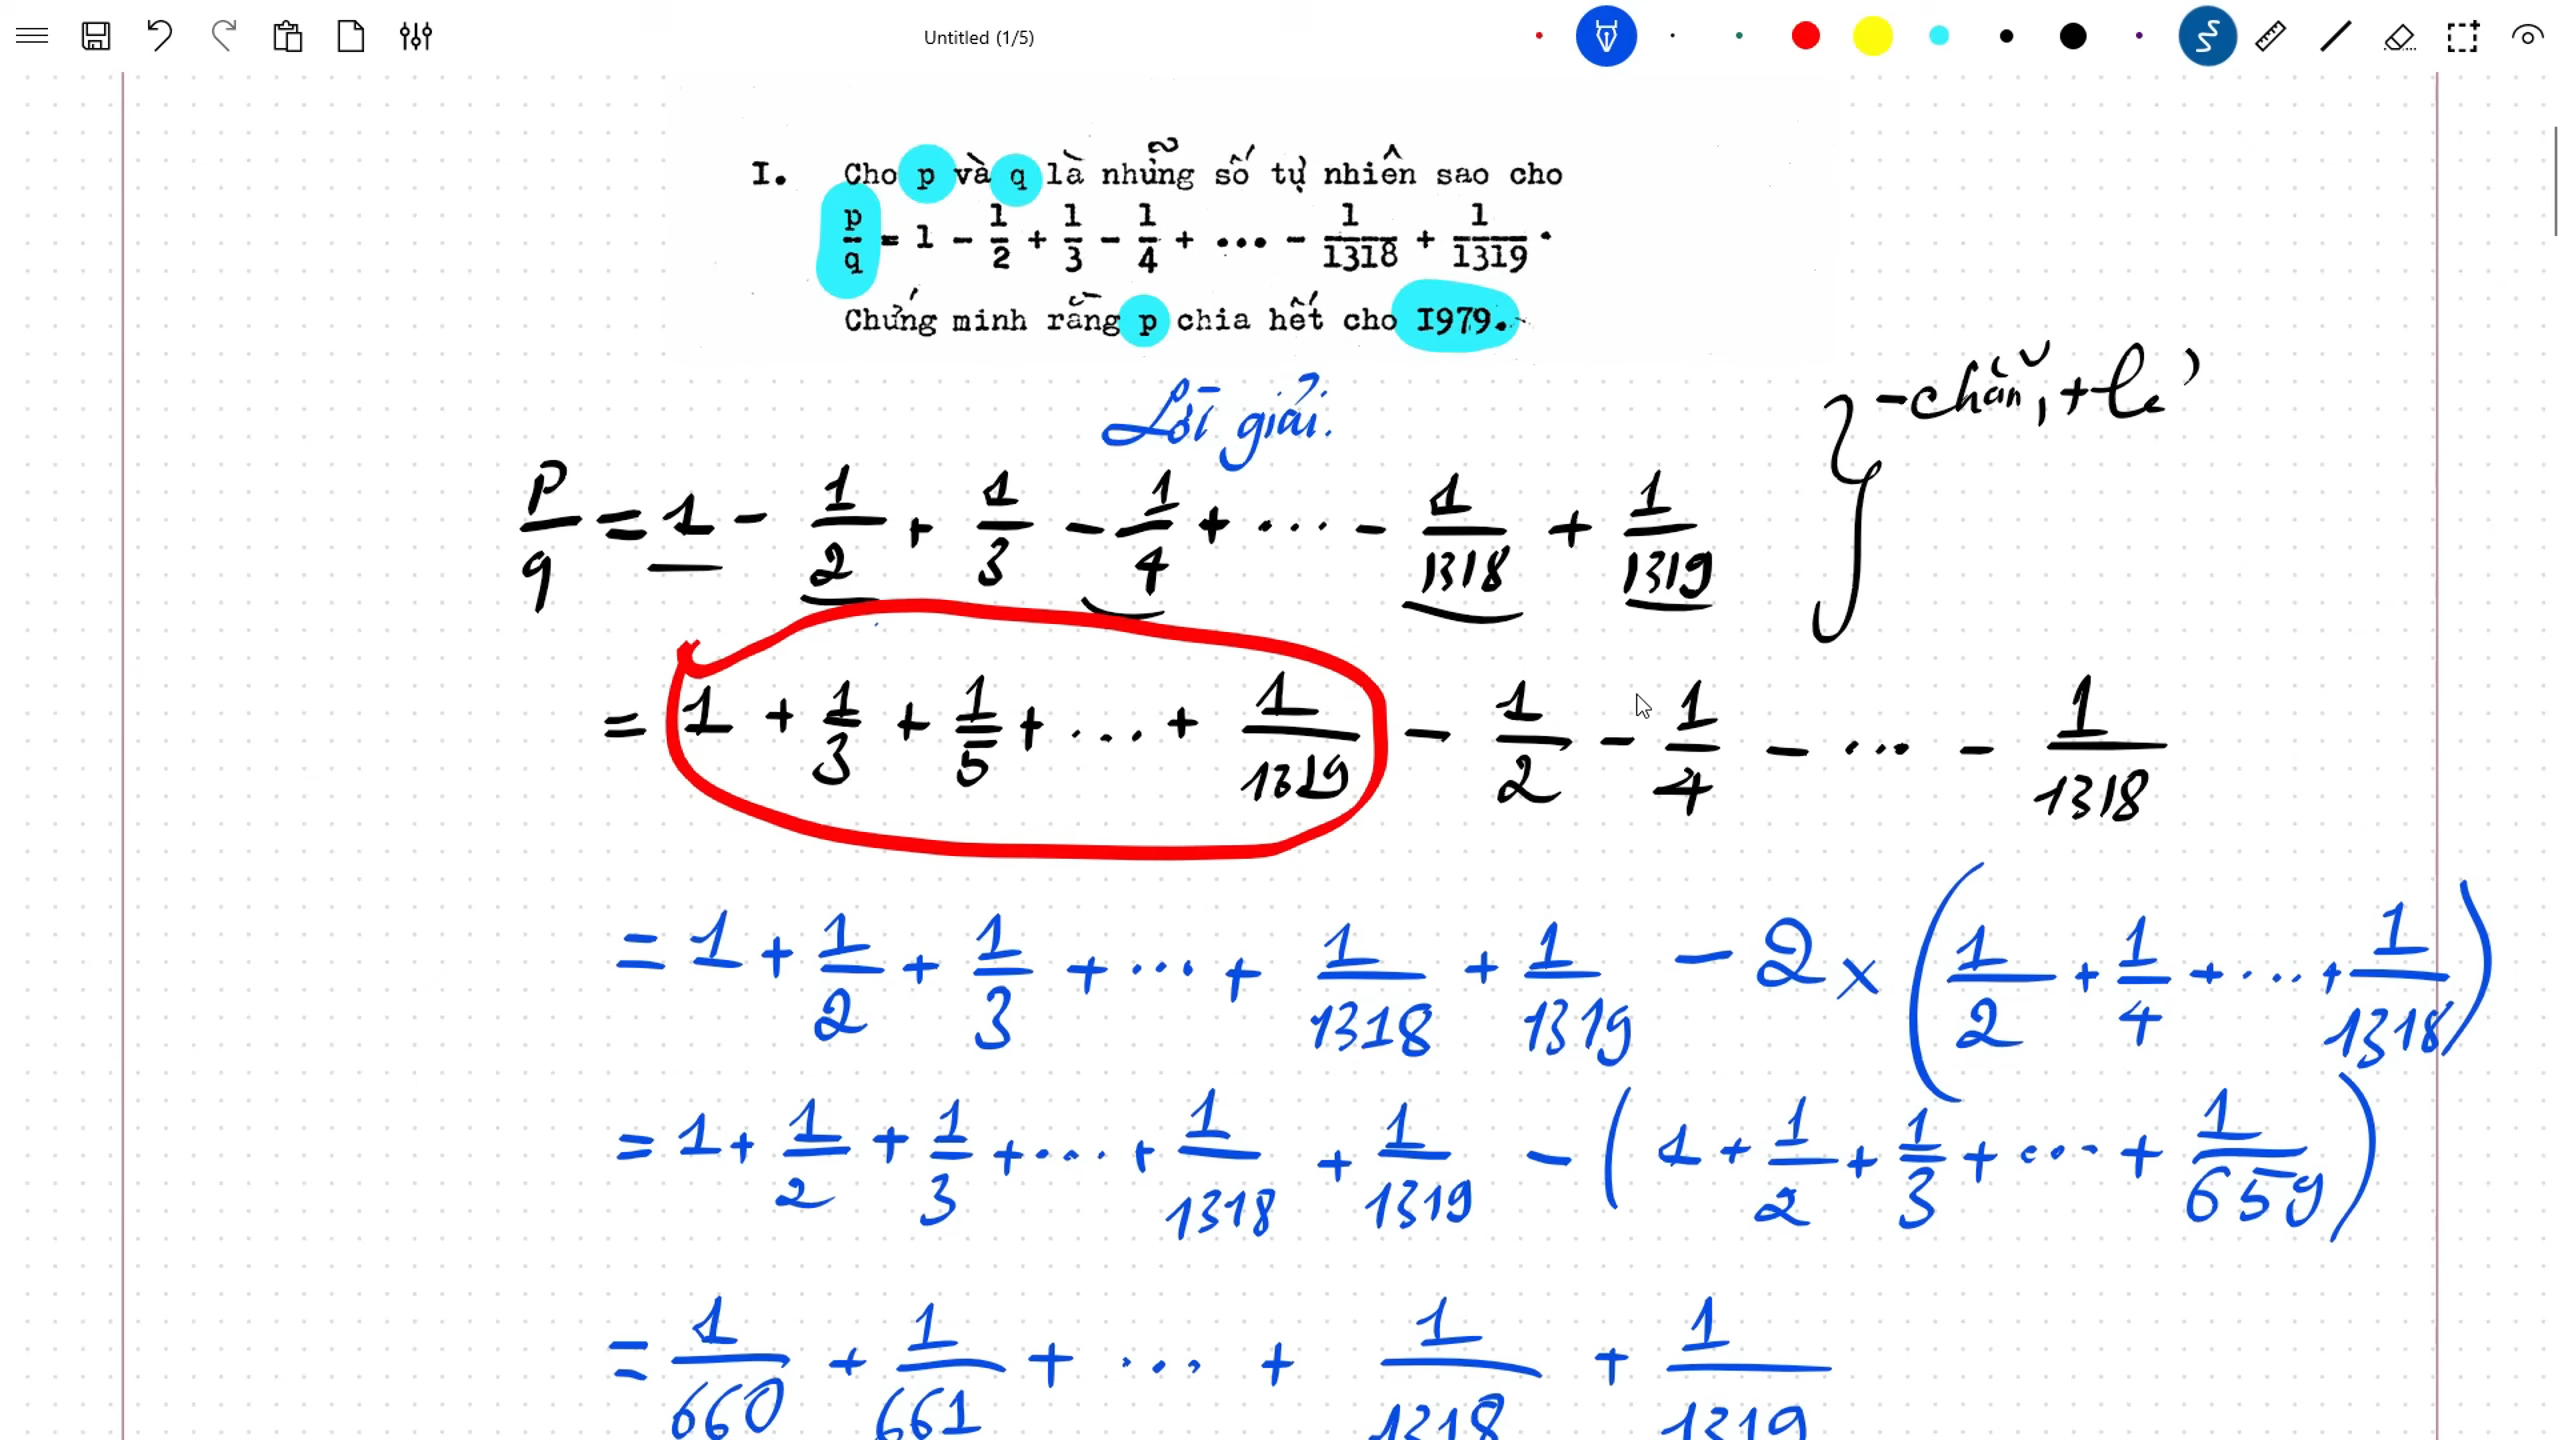 Untitled (1/5)
I. Cho p và q là những số tự nhiên sao cho
p/q = 1 - 1/2 + 1/3 - 1/4 + ... - 1/1318 + 1/1319 .
Chứng minh rằng p chia hết cho I979.
Lời giải.
- chẵn, + lẻ
p/q = 1 - 1/2 + 1/3 - 1/4 + ... - 1/1318 + 1/1319
= 1 + 1/3 + 1/5 + ... + 1/1319 - 1/2 - 1/4 - ... - 1/1318
= 1 + 1/2 + 1/3 + ... + 1/1318 + 1/1319 - 2 × (1/2 + 1/4 + ... + 1/1318)
= 1 + 1/2 + 1/3 + ... + 1/1318 + 1/1319 - (1 + 1/2 + 1/3 + ... + 1/659)
= 1/660 + 1/661 + ... + 1/1318 + 1/1319